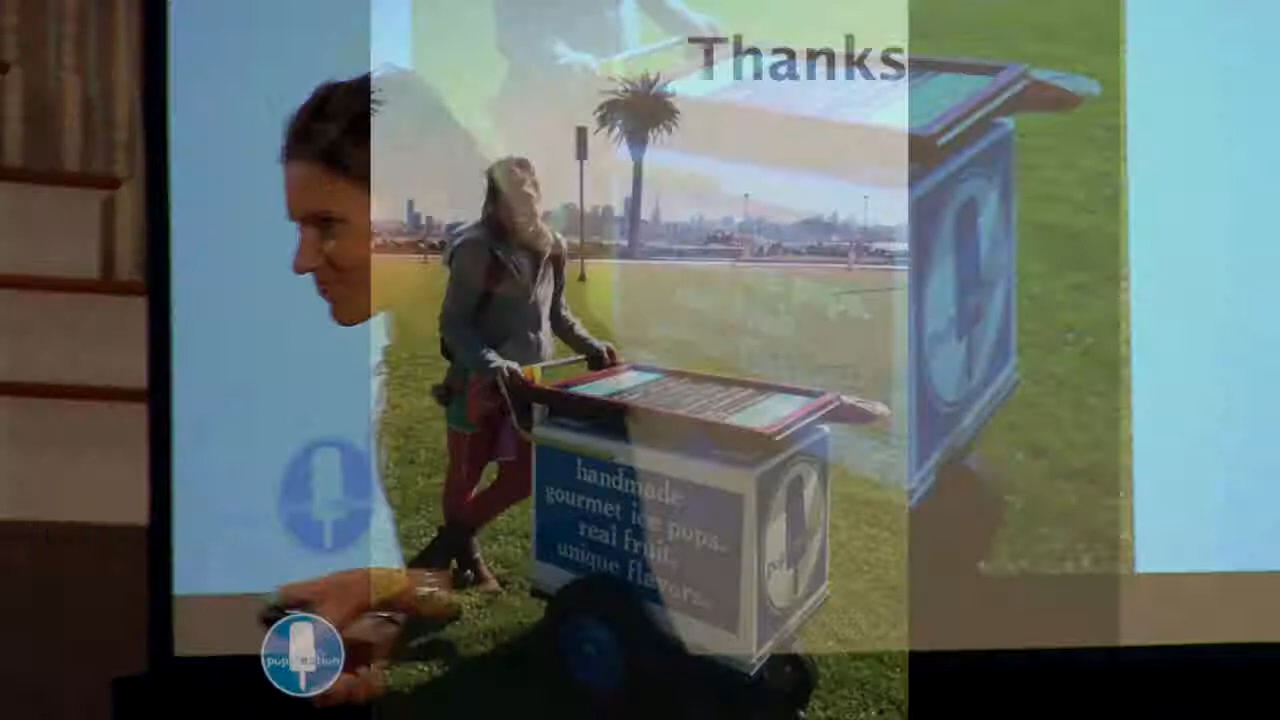 Thanks
handmade
gourmet ice pops.
real fruit.
unique flavors.